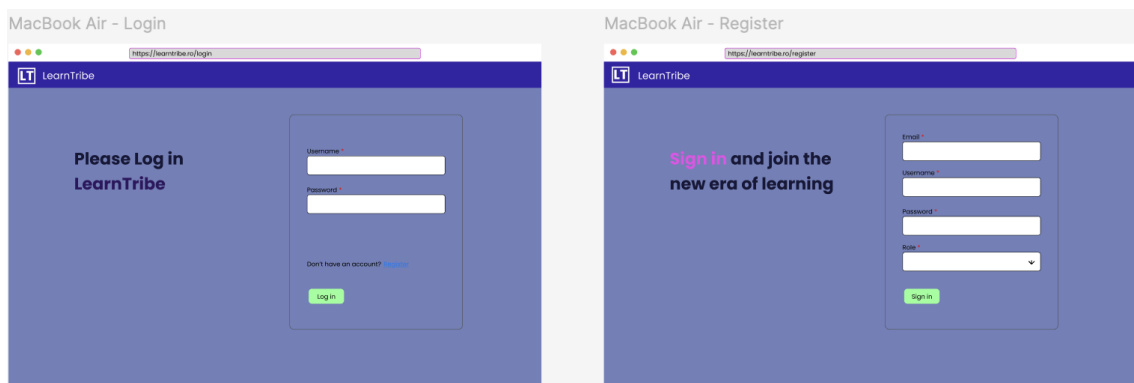 MacBook Air - Login
https://learntribe.ro/login
LT LearnTribe
Please Log in
LearnTribe
Username *
Password *
Don't have an account? Register
Log in
MacBook Air - Register
https://learntribe.ro/register
LT LearnTribe
Sign in and join the
new era of learning
Email *
Username *
Password *
Role *
Sign in